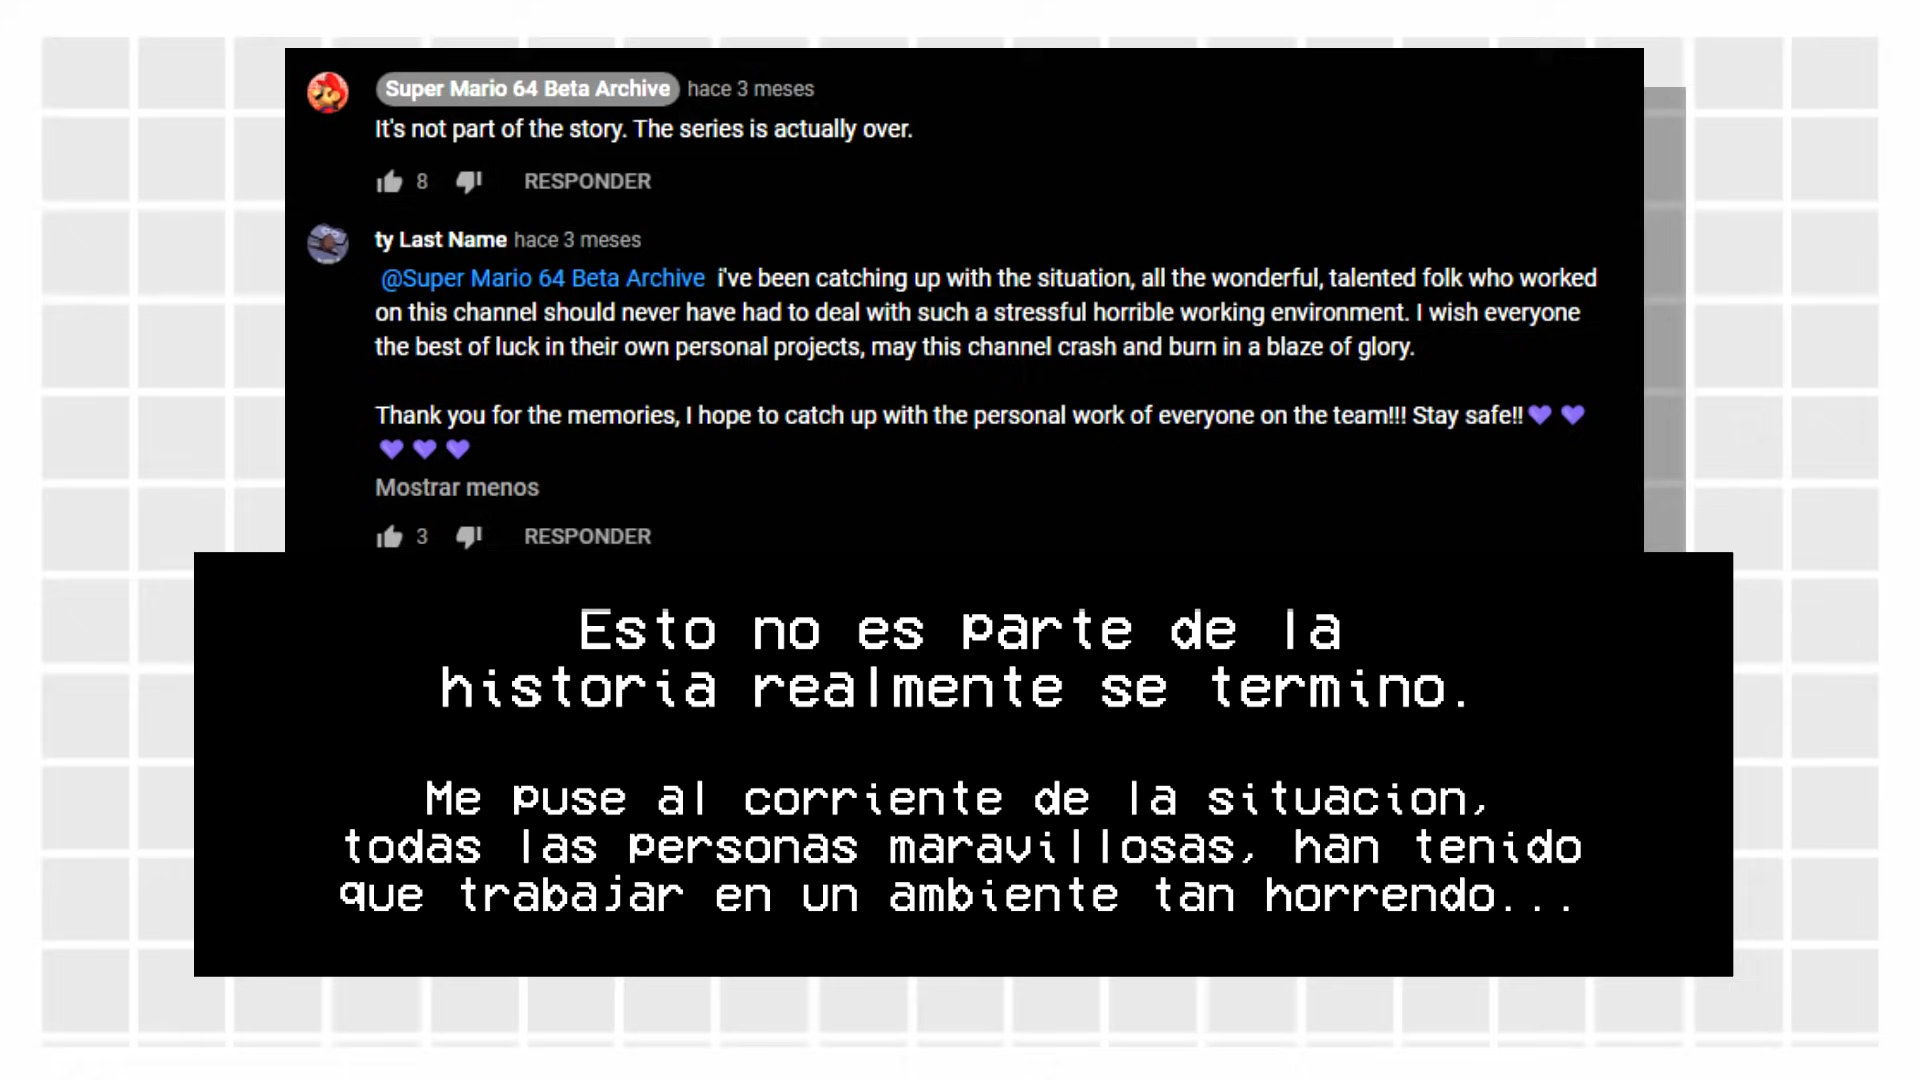 Super Mario 64 Beta Archive hace 3 meses
It's not part of the story. The series is actually over.
8 RESPONDER
ty Last Name hace 3 meses
@Super Mario 64 Beta Archive i've been catching up with the situation, all the wonderful, talented folk who worked
on this channel should never have had to deal with such a stressful horrible working environment. I wish everyone
the best of luck in their own personal projects, may this channel crash and burn in a blaze of glory.
Thank you for the memories, I hope to catch up with the personal work of everyone on the team!!! Stay safe!!💜💜
💜💜💜
Mostrar menos
3 RESPONDER
Esto no es parte de la
historia realmente se termino.
Me puse al corriente de la situacion,
todas las personas maravillosas, han tenido
que trabajar en un ambiente tan horrendo...